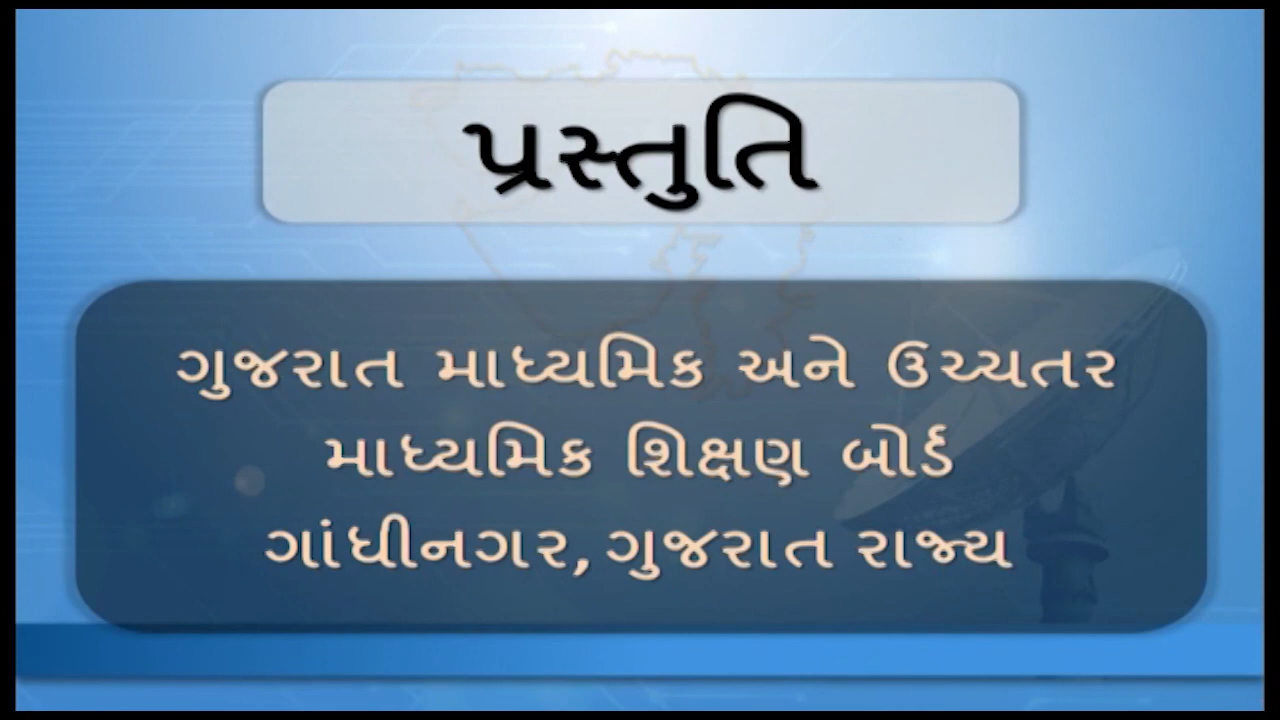 પ્રસ્તુતિ
ગુજરાત માધ્યમિક અને ઉચ્ચતર
માધ્યમિક શિક્ષણ બોર્ડ
ગાંધીનગર, ગુજરાત રાજ્ય